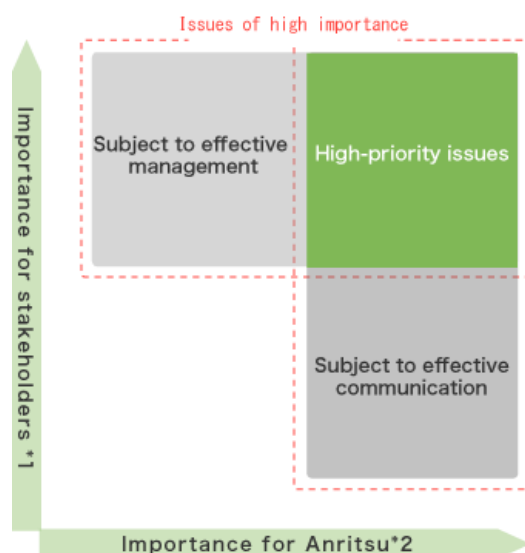 Issues of high importance
Subject to effective
management
High-priority issues
Subject to effective
communication
Importance for stakeholders *1
Importance for Anritsu*2